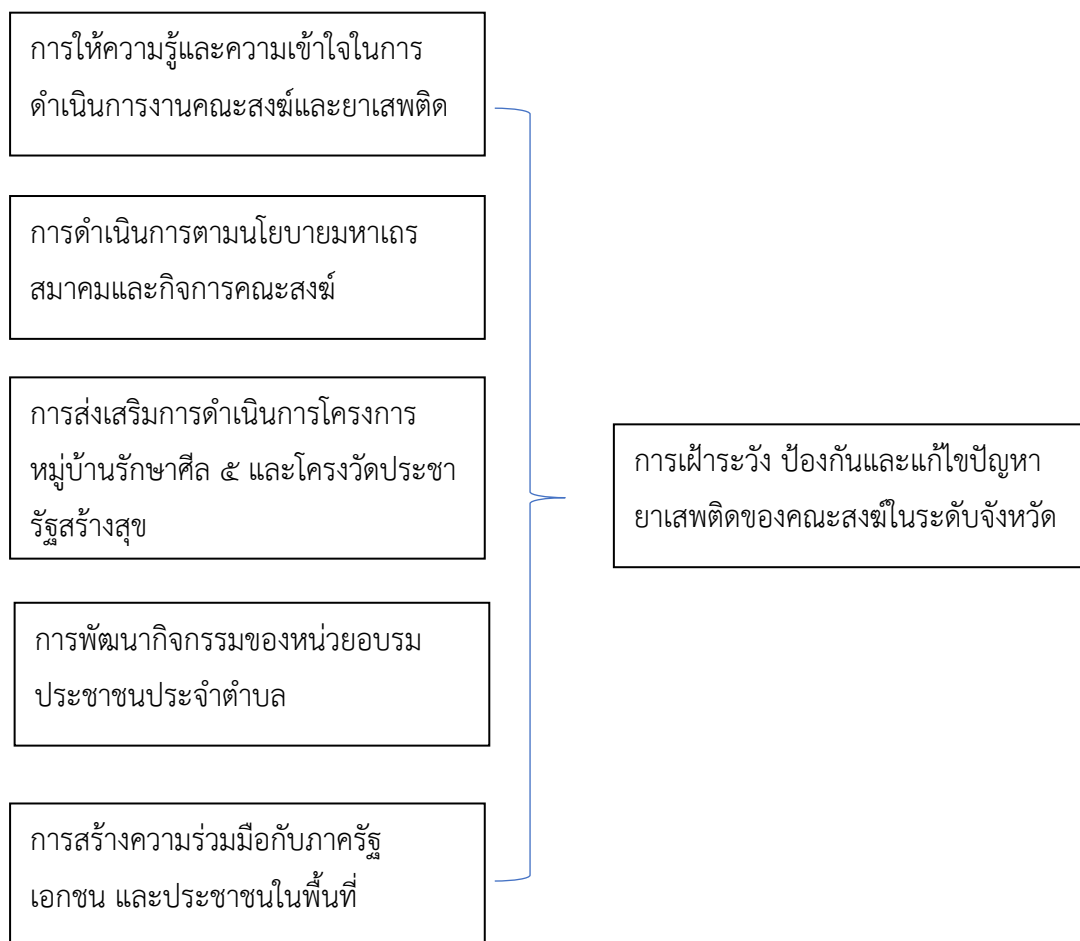 การให้ความรู้และความเข้าใจในการ
ดำเนินการงานคณะสงฆ์และยาเสพติด
การดำเนินการตามนโยบายมหาเถร
สมาคมและกิจการคณะสงฆ์
การส่งเสริมการดำเนินการโครงการ
หมู่บ้านรักษาศีล ๕ และโครงวัดประชา
รัฐสร้างสุข
การพัฒนากิจกรรมของหน่วยอบรม
ประชาชนประจำตำบล
การสร้างความร่วมมือกับภาครัฐ
เอกชน และประชาชนในพื้นที่
การเฝ้าระวัง ป้องกันและแก้ไขปัญหา
ยาเสพติดของคณะสงฆ์ในระดับจังหวัด